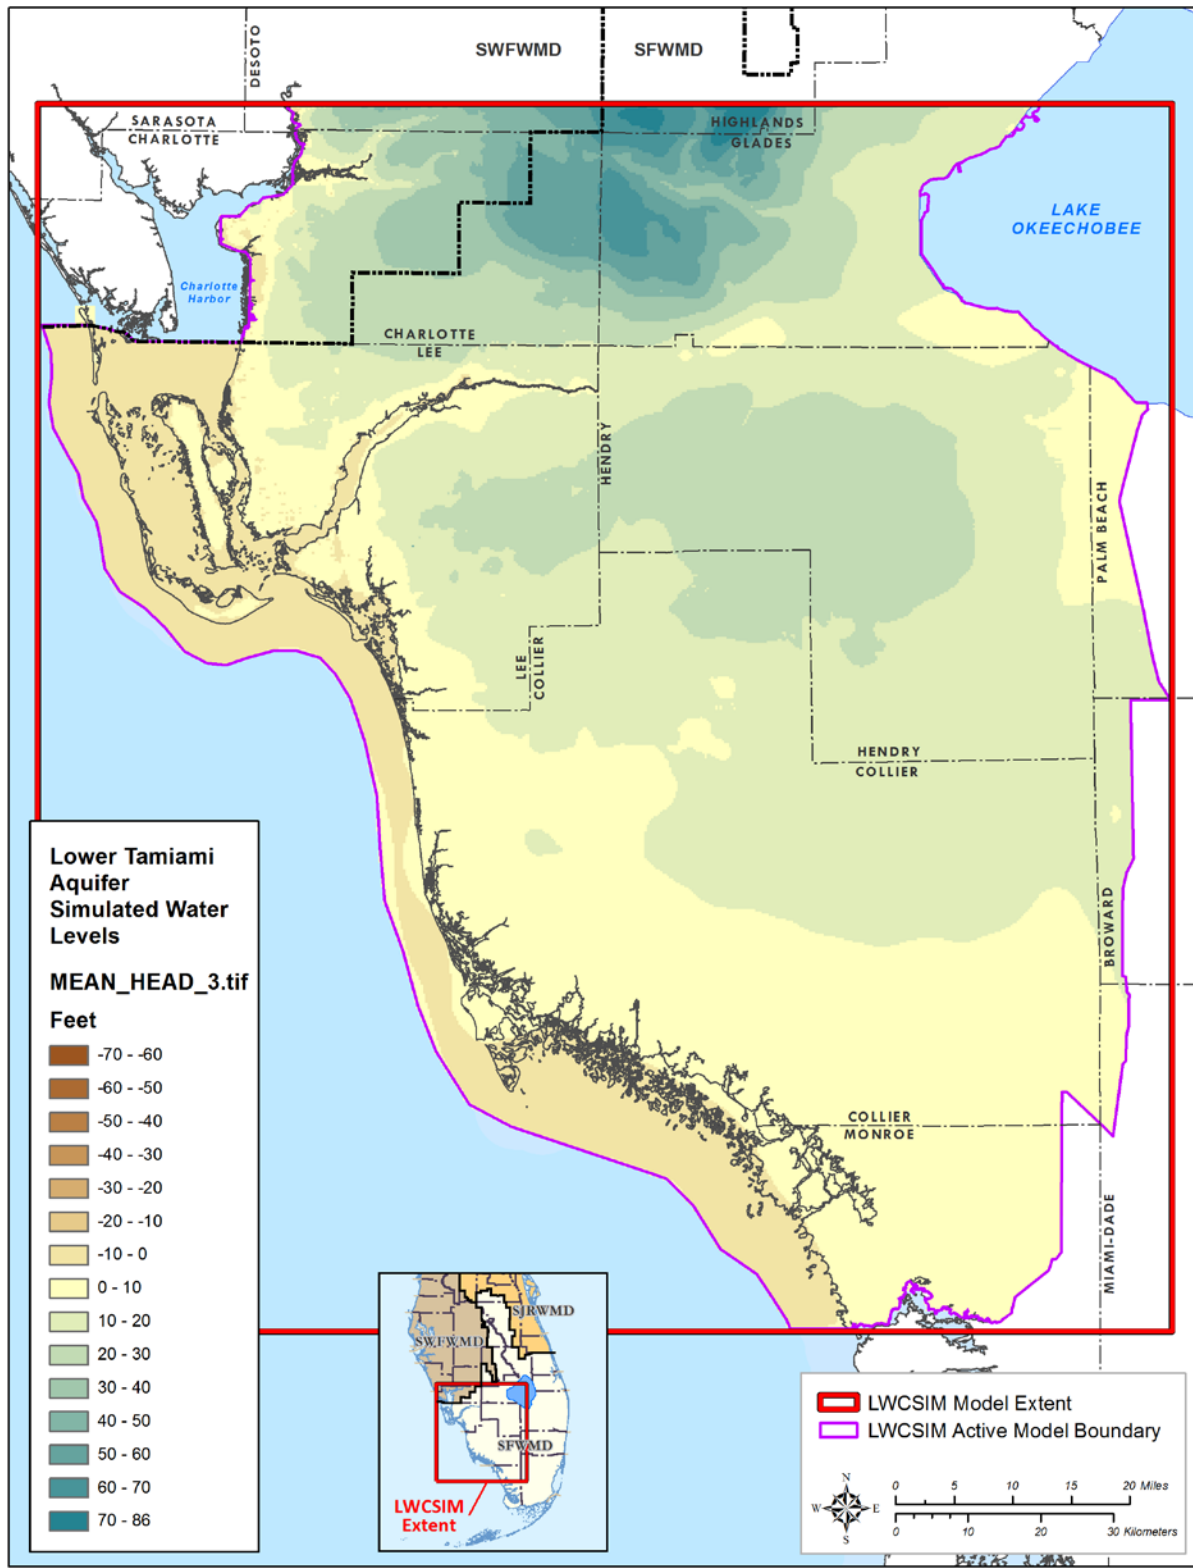 SWFWMD
SFWMD
DESOTO
SARASOTA
CHARLOTTE
HIGHLANDS
GLADES
LAKE
OKEECHOBEE
Charlotte
Harbor
CHARLOTTE
LEE
HENDRY
PALM BEACH
LEE
COLLIER
HENDRY
COLLIER
BROWARD
COLLIER
MONROE
MIAMI-DADE
Lower Tamiami
Aquifer
Simulated Water
Levels
MEAN_HEAD_3.tif
Feet
-70 - -60
-60 - -50
-50 - -40
-40 - -30
-30 - -20
-20 - -10
-10 - 0
0 - 10
10 - 20
20 - 30
30 - 40
40 - 50
50 - 60
60 - 70
70 - 86
SJRWMD
SWFWMD
SFWMD
LWCSIM
Extent
LWCSIM Model Extent
LWCSIM Active Model Boundary
N
W E
S
0 5 10 15 20 Miles
0 10 20 30 Kilometers